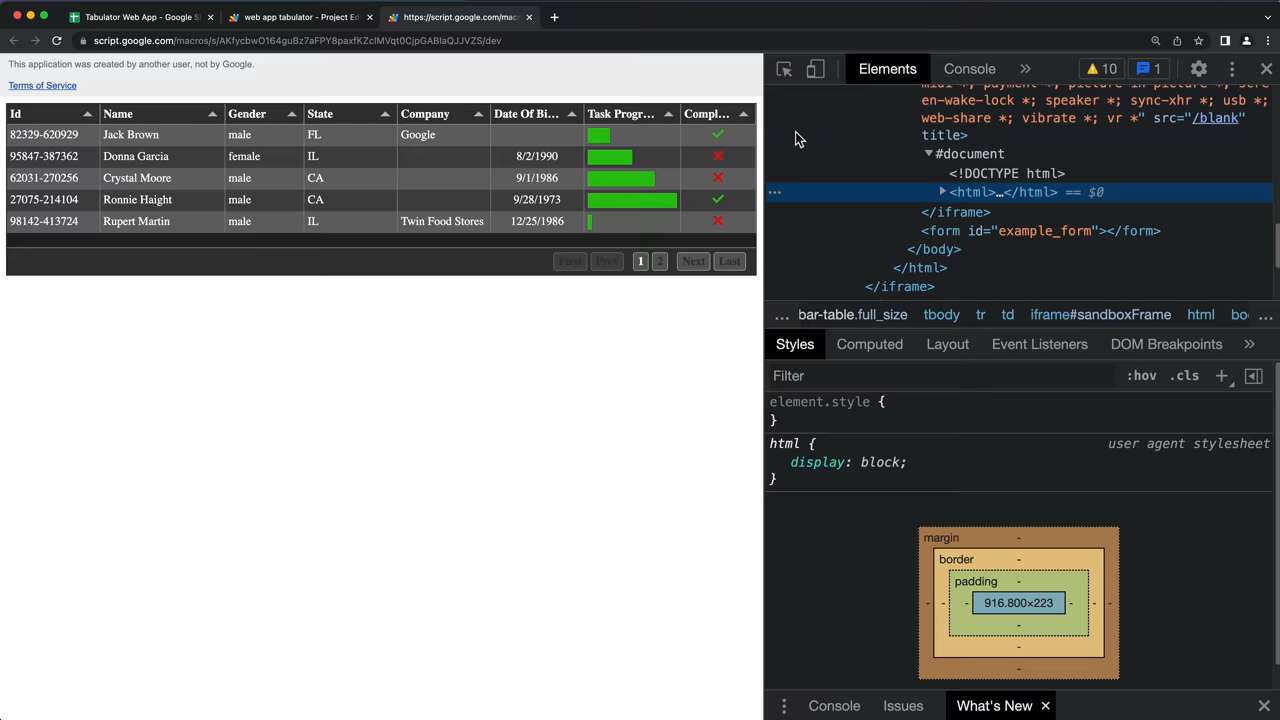 Tabulator Web App - Google S
web app tabulator - Project Ed
https://script.google.com/mac
script.google.com/macros/s/AKfycbwO164guBz7aFPY8paxfKZclMVqt0CjpGABlaQJJVZS/dev
This application was created by another user, not by Google.
Terms of Service
Id Name Gender State Company Date Of Bi... Task Progr... Compl...
82329-620929 Jack Brown male FL Google
95847-387362 Donna Garcia female IL 8/2/1990
62031-270256 Crystal Moore male CA 9/1/1986
27075-214104 Ronnie Haight male CA 9/28/1973
98142-413724 Rupert Martin male IL Twin Food Stores 12/25/1986
First Prev 1 2 Next Last
Elements Console » 10 1
midi *; payment *; picture-in-picture *; scre
en-wake-lock *; speaker *; sync-xhr *; usb *;
web-share *; vibrate *; vr *" src="/blank"
title>
#document
<!DOCTYPE html>
<html>…</html> == $0
</iframe>
<form id="example_form"></form>
</body>
</html>
</iframe>
... bar-table.full_size tbody tr td iframe#sandboxFrame html boc ...
Styles Computed Layout Event Listeners DOM Breakpoints »
Filter :hov .cls +
element.style {
}
html { user agent stylesheet
display: block;
}
margin -
border -
padding -
- - - 916.800×223 - - -
-
-
-
Console Issues What's New ×